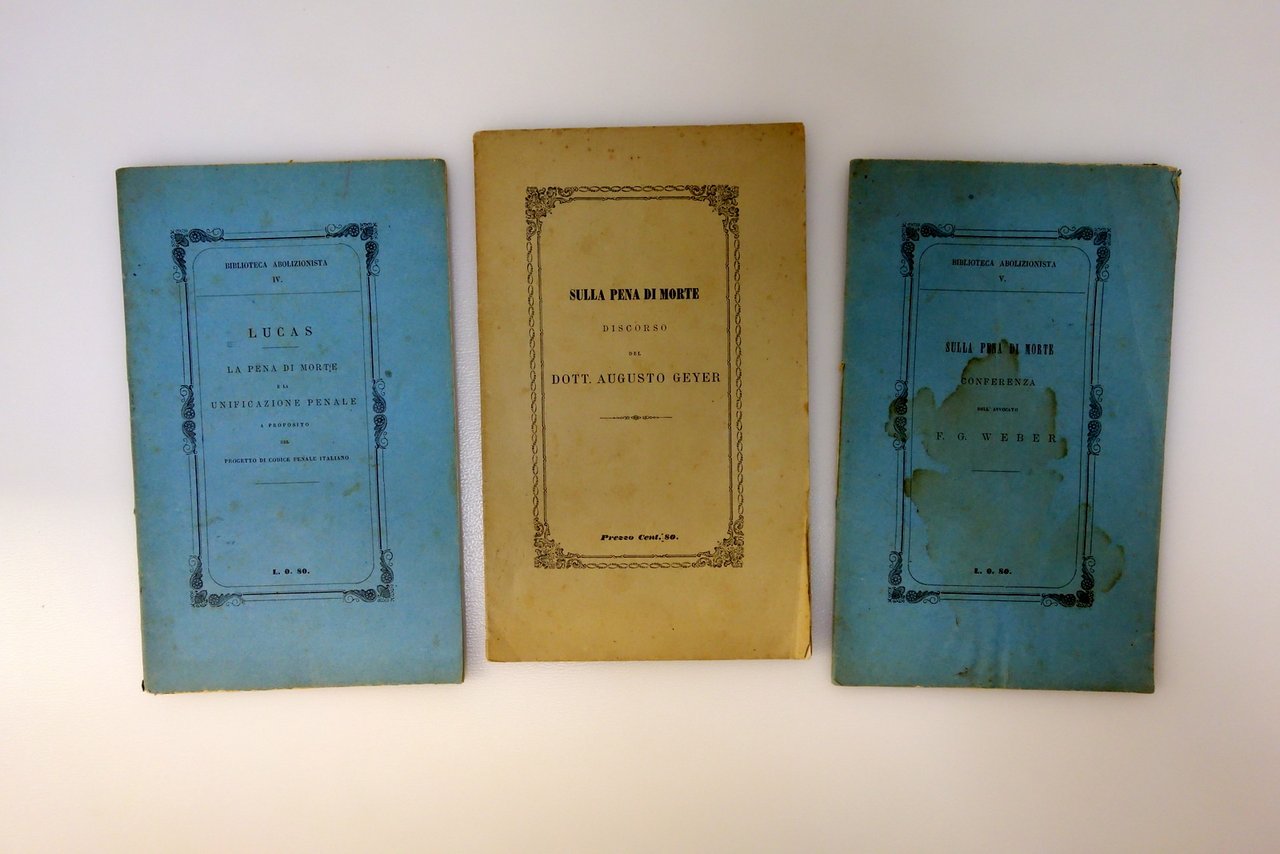 BIBLIOTECA ABOLIZIONISTA
IV.
LUCAS
LA PENA DI MORTE
E LA
UNIFICAZIONE PENALE
A PROPOSITO
DEL
PROGETTO DI CODICE PENALE ITALIANO
L. 0. 80.
SULLA PENA DI MORTE
DISCORSO
DEL
DOTT. AUGUSTO GEYER
Prezzo Cent. 80.
BIBLIOTECA ABOLIZIONISTA
V.
SULLA PENA DI MORTE
CONFERENZA
DELL' AVVOCATO
F. G. WEBER
L. 0. 80.